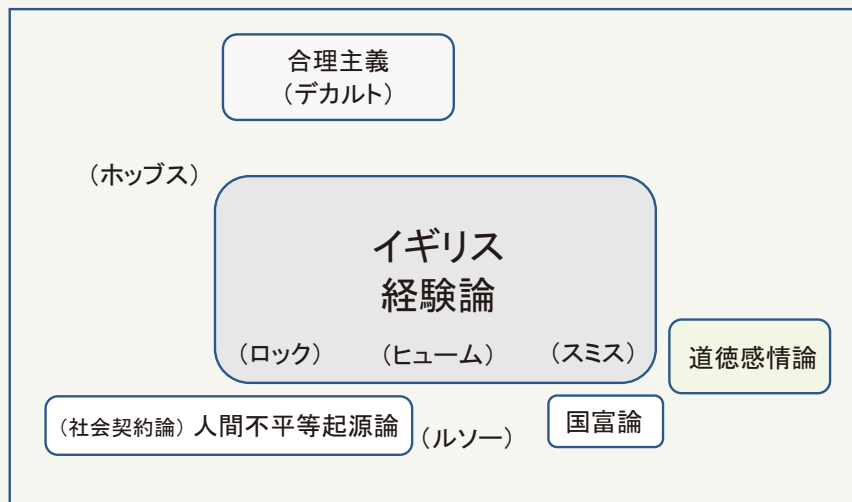 合理主義
（デカルト）
（ホッブス）
イギリス
経験論
（ロック）
（ヒューム）
（スミス）
道徳感情論
（社会契約論）人間不平等起源論
（ルソー）
国富論